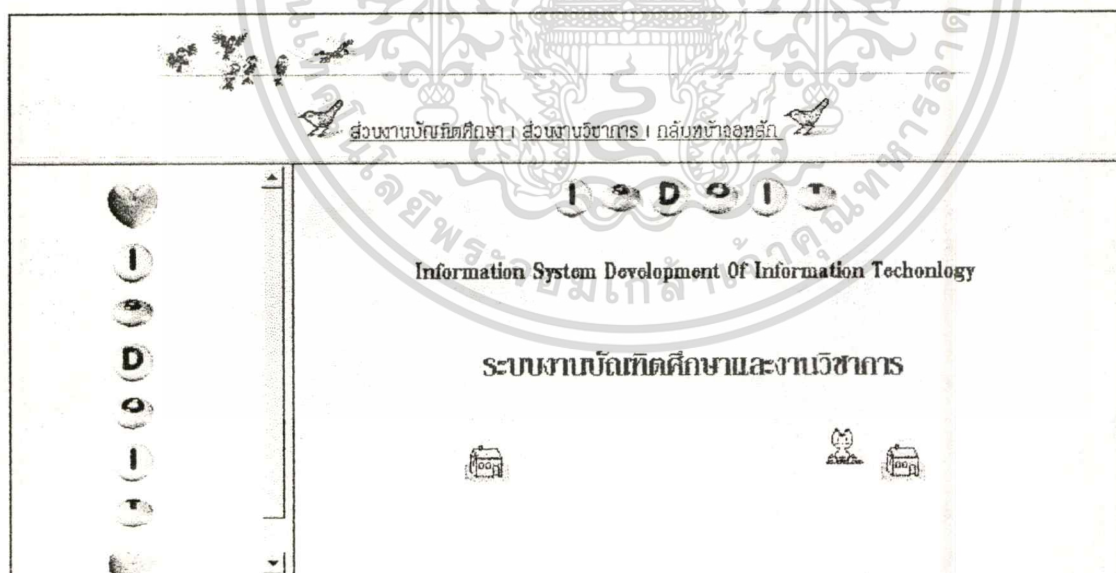 ส่วนงานบัณฑิตศึกษา | ส่วนงานวิชาการ | กลับหน้าจอหลัก
I
S
D
O
I
T
I S D O I T
Information System Development Of Information Techonlogy
ระบบงานบัณฑิตศึกษาและงานวิชาการ